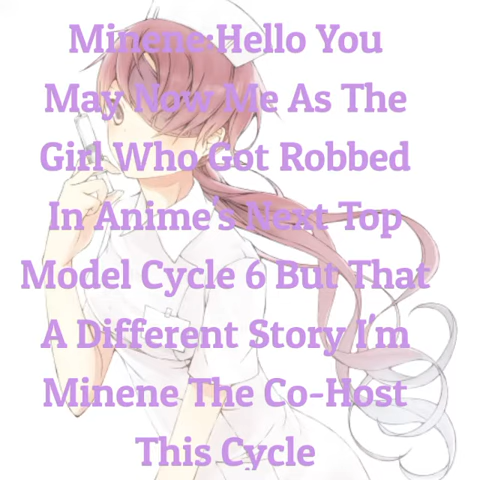 Minene:Hello You
May Now Me As The
Girl Who Got Robbed
In Anime's Next Top
Model Cycle 6 But That
A Different Story I'm
Minene The Co-Host
This Cycle